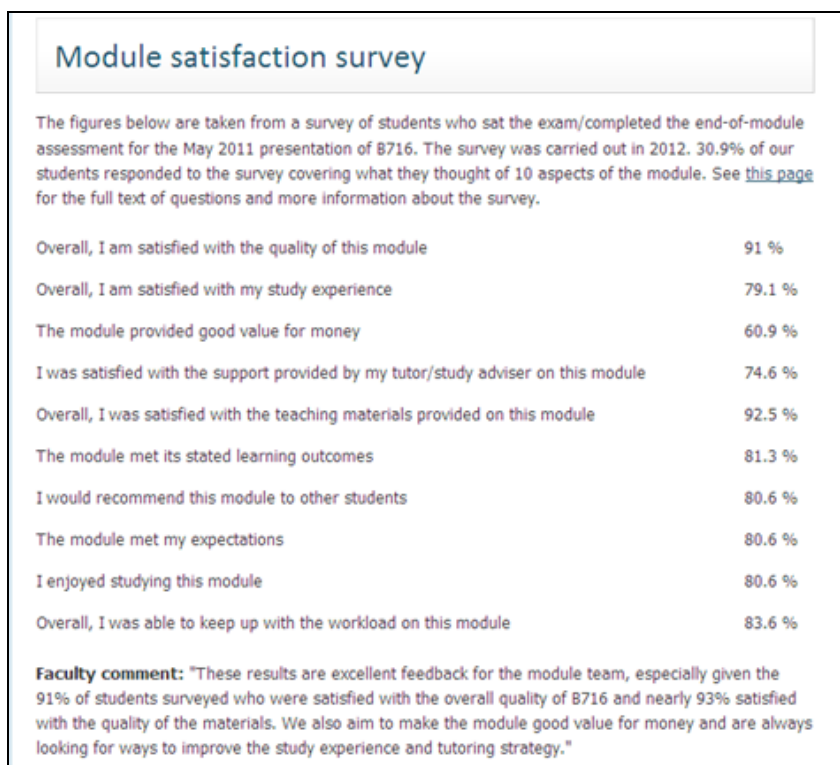 Module satisfaction survey
The figures below are taken from a survey of students who sat the exam/completed the end-of-module
assessment for the May 2011 presentation of B716. The survey was carried out in 2012. 30.9% of our
students responded to the survey covering what they thought of 10 aspects of the module. See this page
for the full text of questions and more information about the survey.
Overall, I am satisfied with the quality of this module 91 %
Overall, I am satisfied with my study experience 79.1 %
The module provided good value for money 60.9 %
I was satisfied with the support provided by my tutor/study adviser on this module 74.6 %
Overall, I was satisfied with the teaching materials provided on this module 92.5 %
The module met its stated learning outcomes 81.3 %
I would recommend this module to other students 80.6 %
The module met my expectations 80.6 %
I enjoyed studying this module 80.6 %
Overall, I was able to keep up with the workload on this module 83.6 %
Faculty comment: "These results are excellent feedback for the module team, especially given the
91% of students surveyed who were satisfied with the overall quality of B716 and nearly 93% satisfied
with the quality of the materials. We also aim to make the module good value for money and are always
looking for ways to improve the study experience and tutoring strategy."